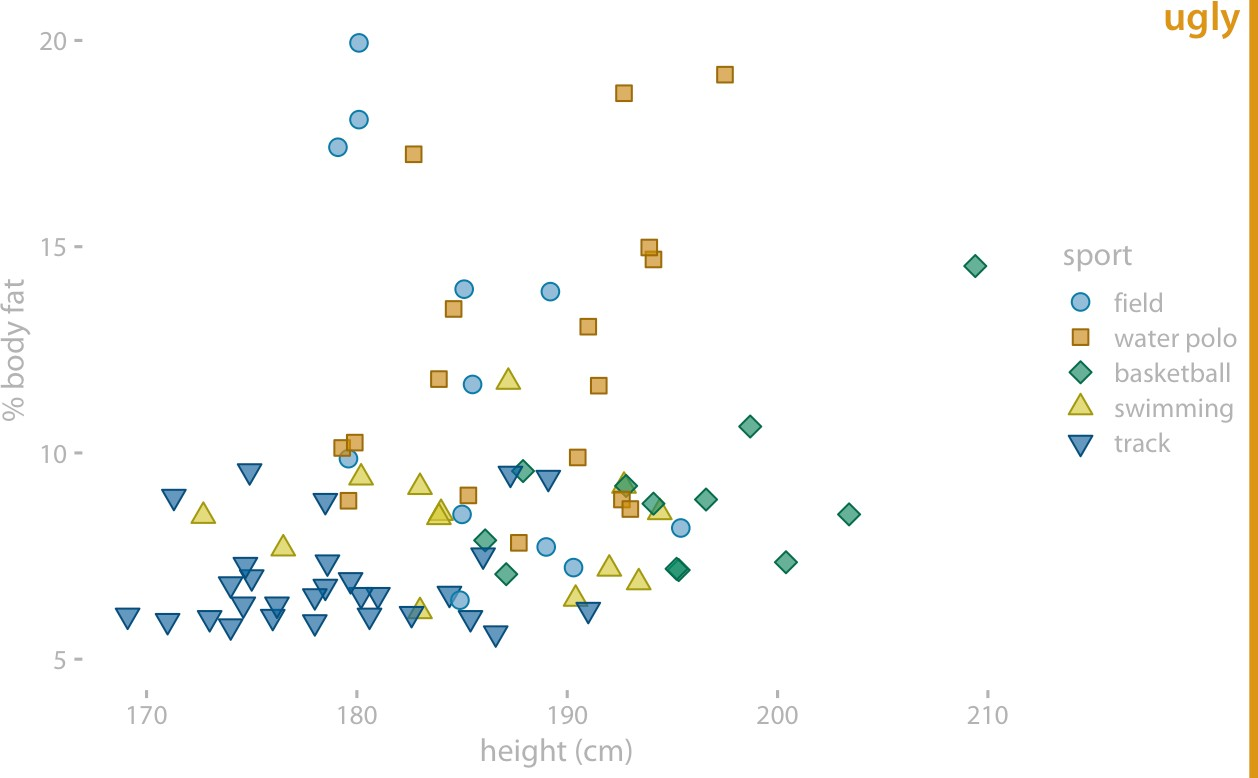 ugly
20
15
10
5
% body fat
170 180 190 200 210
height (cm)
sport
field
water polo
basketball
swimming
track